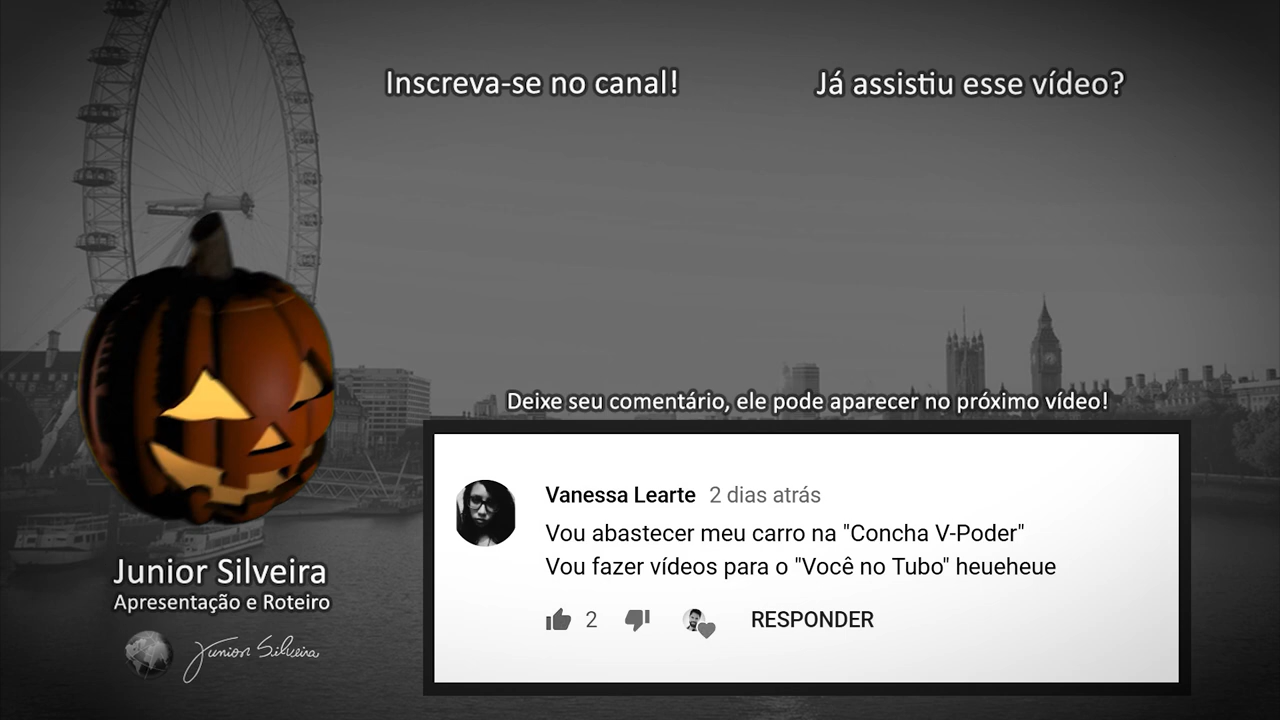 Inscreva-se no canal!
Já assistiu esse vídeo?
Deixe seu comentário, ele pode aparecer no próximo vídeo!
Vanessa Learte 2 dias atrás
Vou abastecer meu carro na "Concha V-Poder"
Vou fazer vídeos para o "Você no Tubo" heueheue
2 RESPONDER
Junior Silveira
Apresentação e Roteiro
Junior Silveira